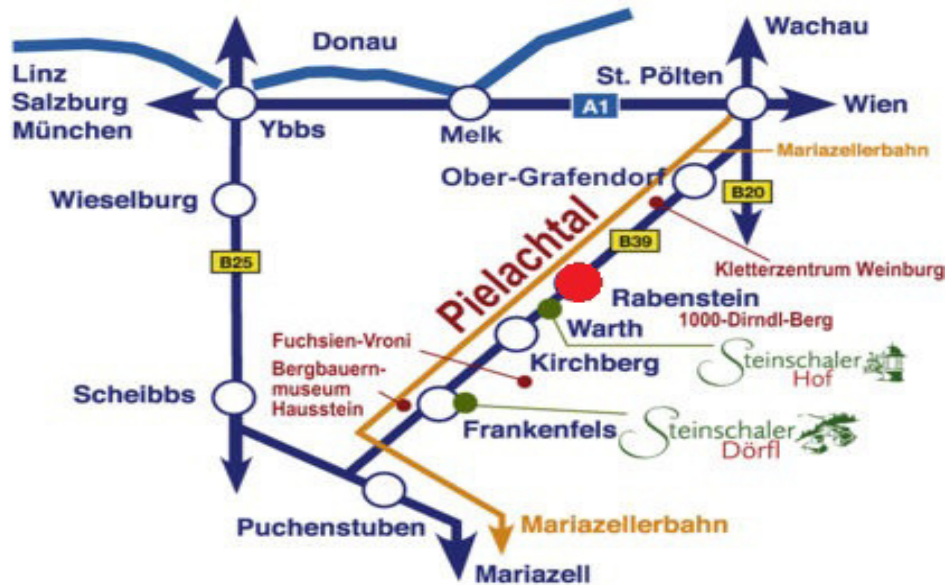 Donau
Wachau
Linz
Salzburg
München
St. Pölten
A1
Wien
Ybbs
Melk
Mariazellerbahn
Ober-Grafendorf
B20
Wieselburg
Pielachtal
B39
B25
Kletterzentrum Weinburg
Rabenstein
1000-Dirndl-Berg
Warth
Fuchsien-Vroni
Kirchberg
Steinschaler
Hof
Bergbauern-
museum
Hausstein
Scheibbs
Frankenfels
Steinschaler
Dörfl
Puchenstuben
Mariazellerbahn
Mariazell